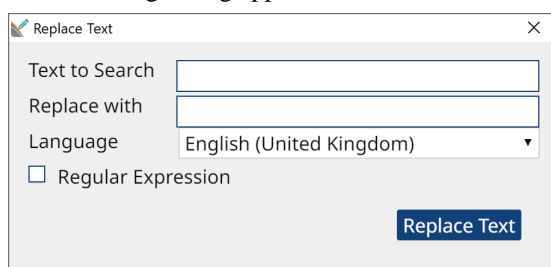 Replace Text
Text to Search
Replace with
Language English (United Kingdom)
Regular Expression
Replace Text